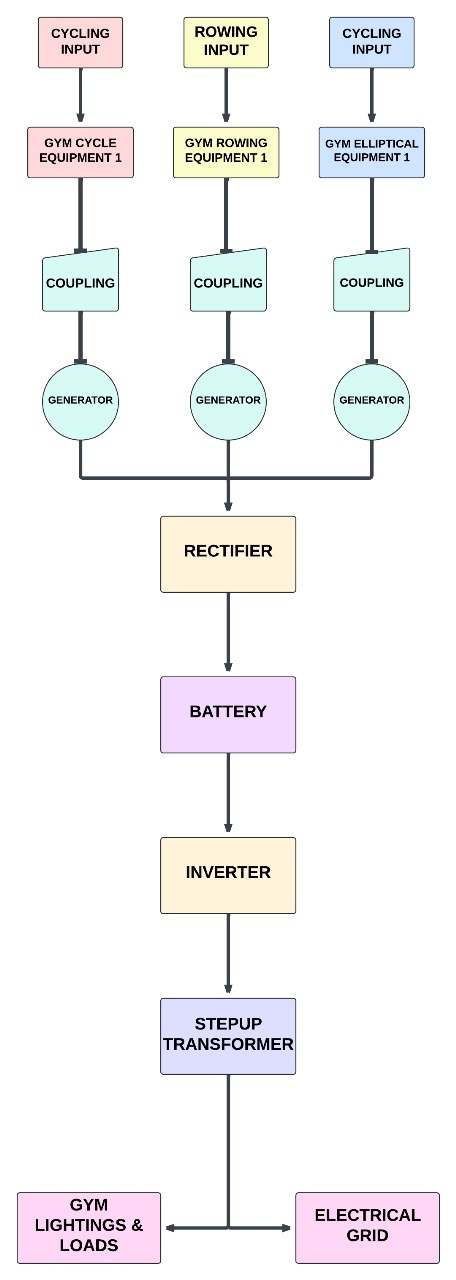 CYCLING
INPUT
ROWING
INPUT
CYCLING
INPUT
GYM CYCLE
EQUIPMENT 1
GYM ROWING
EQUIPMENT 1
GYM ELLIPTICAL
EQUIPMENT 1
COUPLING
COUPLING
COUPLING
GENERATOR
GENERATOR
GENERATOR
RECTIFIER
BATTERY
INVERTER
STEPUP
TRANSFORMER
GYM
LIGHTINGS &
LOADS
ELECTRICAL
GRID